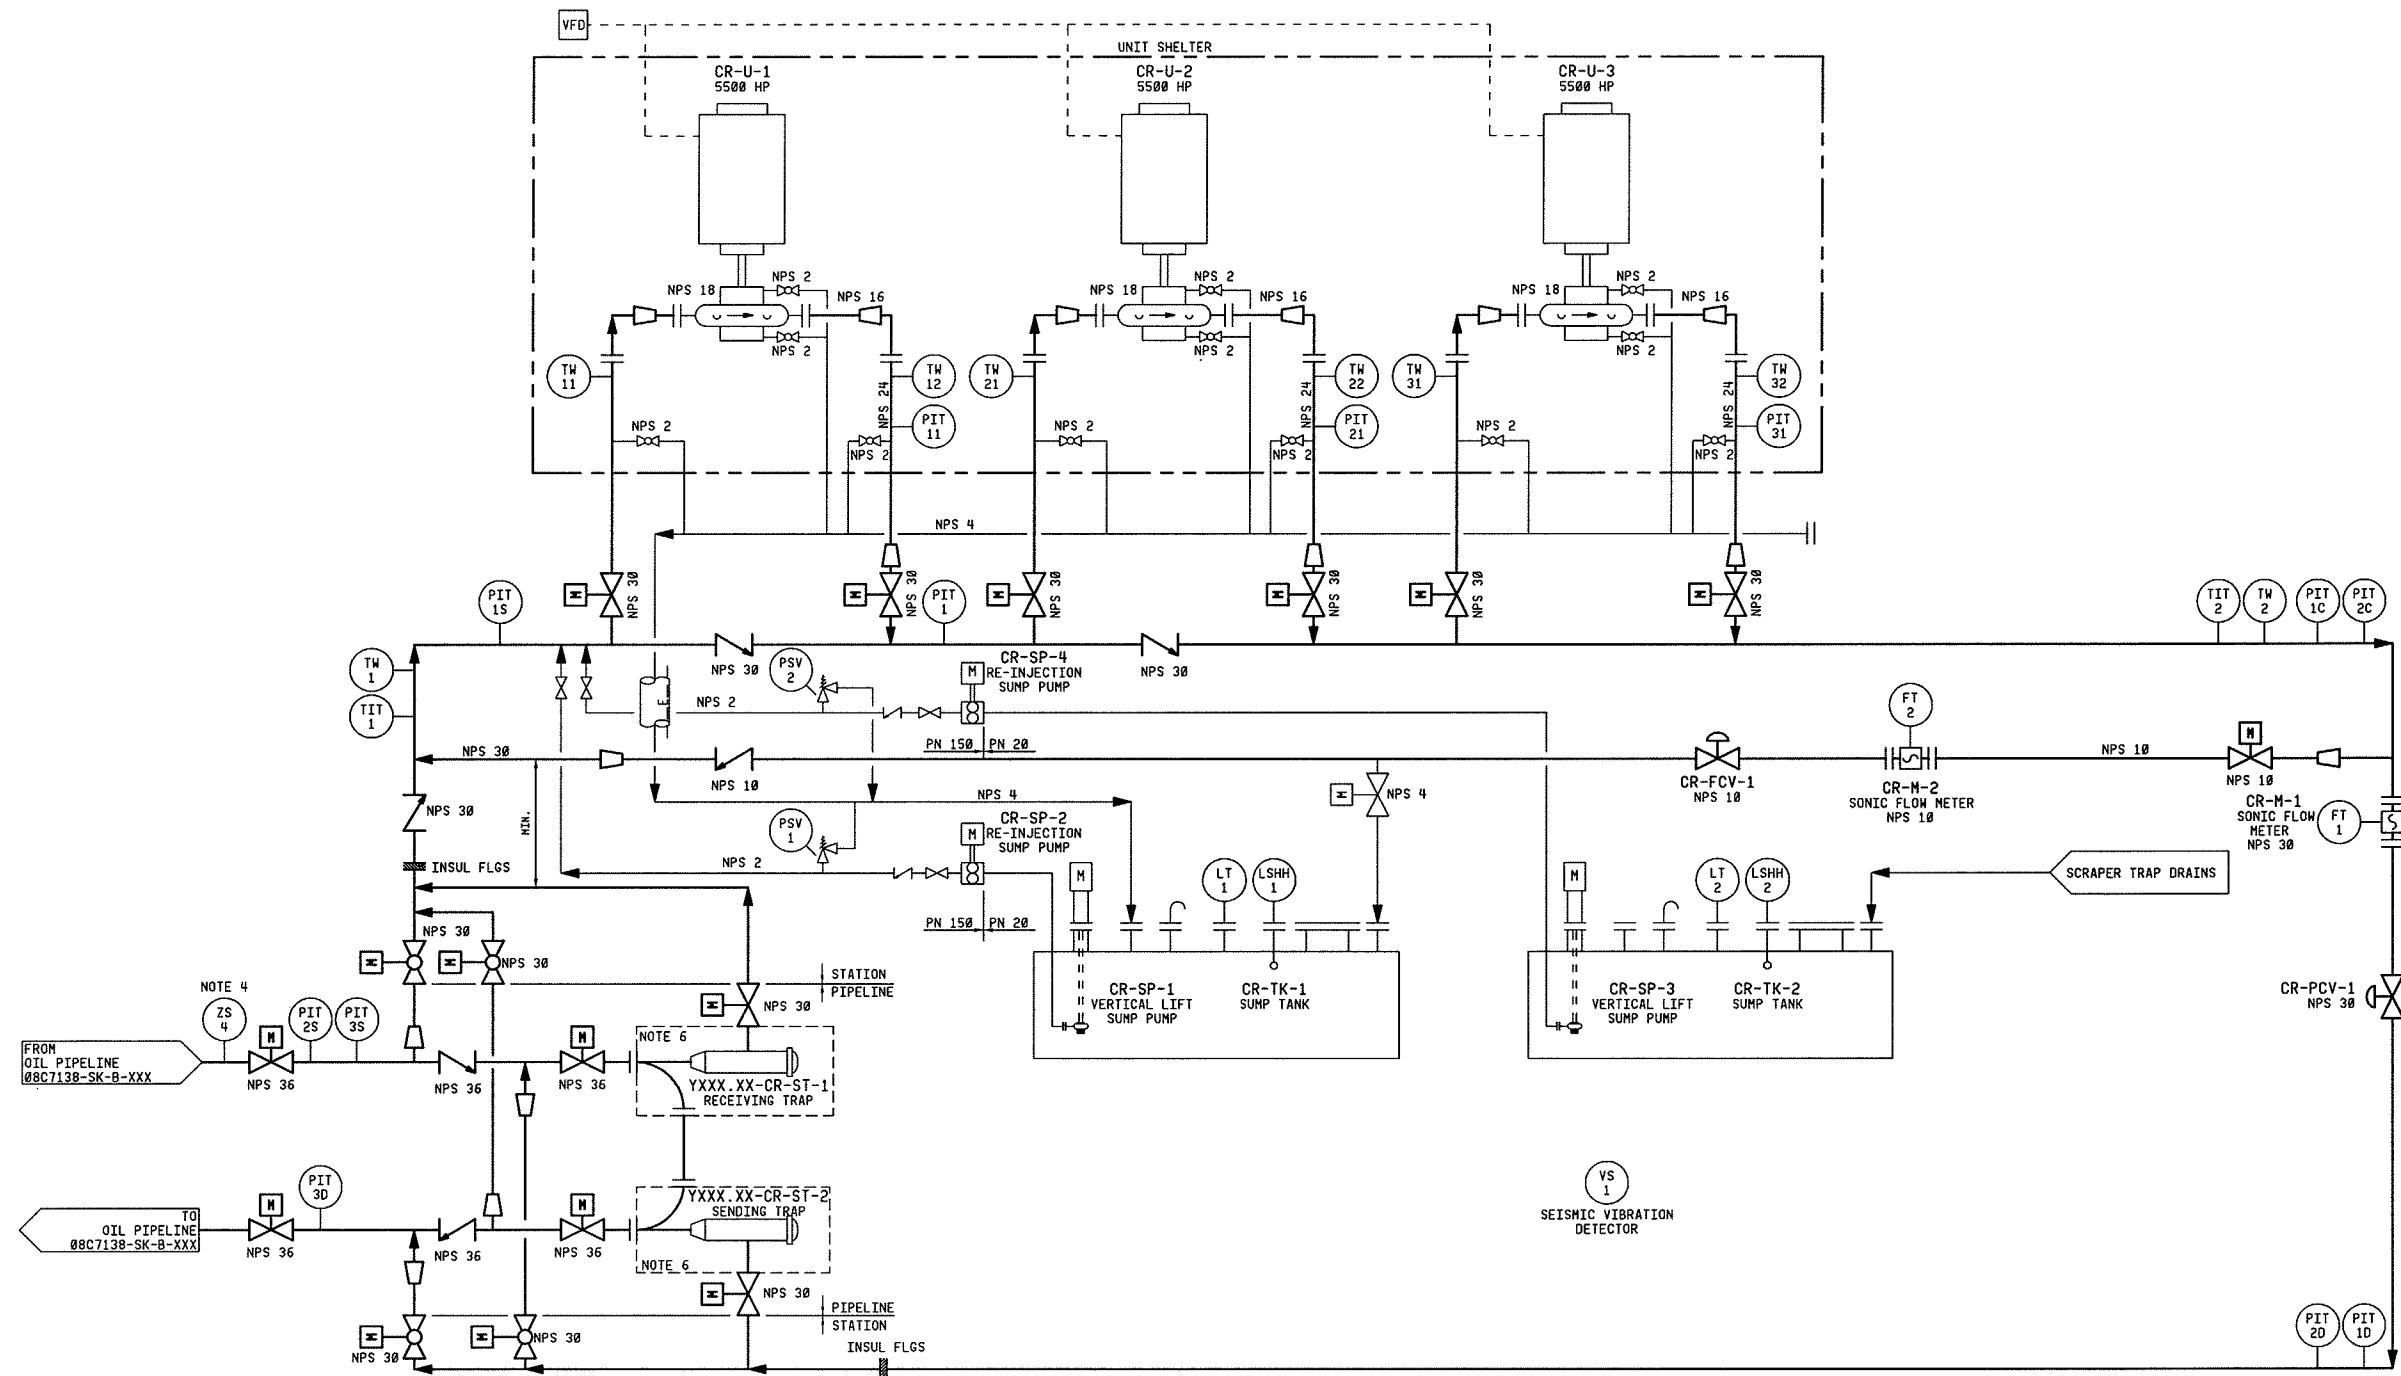 VFD
UNIT SHELTER
CR-U-1
5500 HP
CR-U-2
5500 HP
CR-U-3
5500 HP
NPS 2
NPS 18
NPS 16
NPS 2
NPS 2
NPS 18
NPS 16
NPS 2
NPS 2
NPS 18
NPS 16
NPS 2
TW
11
TW
12
TW
21
TW
22
TW
31
TW
32
NPS 24
NPS 24
NPS 24
PIT
11
PIT
21
PIT
31
NPS 2
NPS 2
NPS 2
NPS 2
NPS 2
NPS 2
NPS 4
M
NPS 30
M
NPS 30
M
NPS 30
M
NPS 30
M
NPS 30
M
NPS 30
PIT
1S
PIT
1
TIT
2
TW
2
PIT
1C
PIT
2C
NPS 30
NPS 30
TW
1
TIT
1
PSV
2
CR-SP-4
RE-INJECTION
SUMP PUMP
M
E
NPS 2
PN 150
PN 20
NPS 30
NPS 10
FT
2
CR-FCV-1
NPS 10
CR-M-2
SONIC FLOW METER
NPS 10
NPS 10
M
NPS 10
CR-M-1
SONIC FLOW
METER
NPS 30
FT
1
NPS 30
MIN.
NPS 4
M
NPS 4
PSV
1
CR-SP-2
RE-INJECTION
SUMP PUMP
M
NPS 2
PN 150
PN 20
INSUL FLGS
M
LT
1
LSHH
1
M
LT
2
LSHH
2
SCRAPER TRAP DRAINS
NPS 30
M
M
NPS 30
STATION
PIPELINE
M
NPS 30
CR-SP-1
VERTICAL LIFT
SUMP PUMP
CR-TK-1
SUMP TANK
CR-SP-3
VERTICAL LIFT
SUMP PUMP
CR-TK-2
SUMP TANK
CR-PCV-1
NPS 30
NOTE 4
ZS
4
PIT
2S
PIT
3S
M
M
FROM
OIL PIPELINE
08C7138-SK-B-XXX
NPS 36
NPS 36
NPS 36
NOTE 6
YXXX.XX-CR-ST-1
RECEIVING TRAP
PIT
3D
M
M
TO
OIL PIPELINE
08C7138-SK-B-XXX
NPS 36
NPS 36
NPS 36
YXXX.XX-CR-ST-2
SENDING TRAP
NOTE 6
VS
1
SEISMIC VIBRATION
DETECTOR
M
NPS 30
PIPELINE
STATION
M
NPS 30
M
NPS 30
INSUL FLGS
PIT
2D
PIT
1D